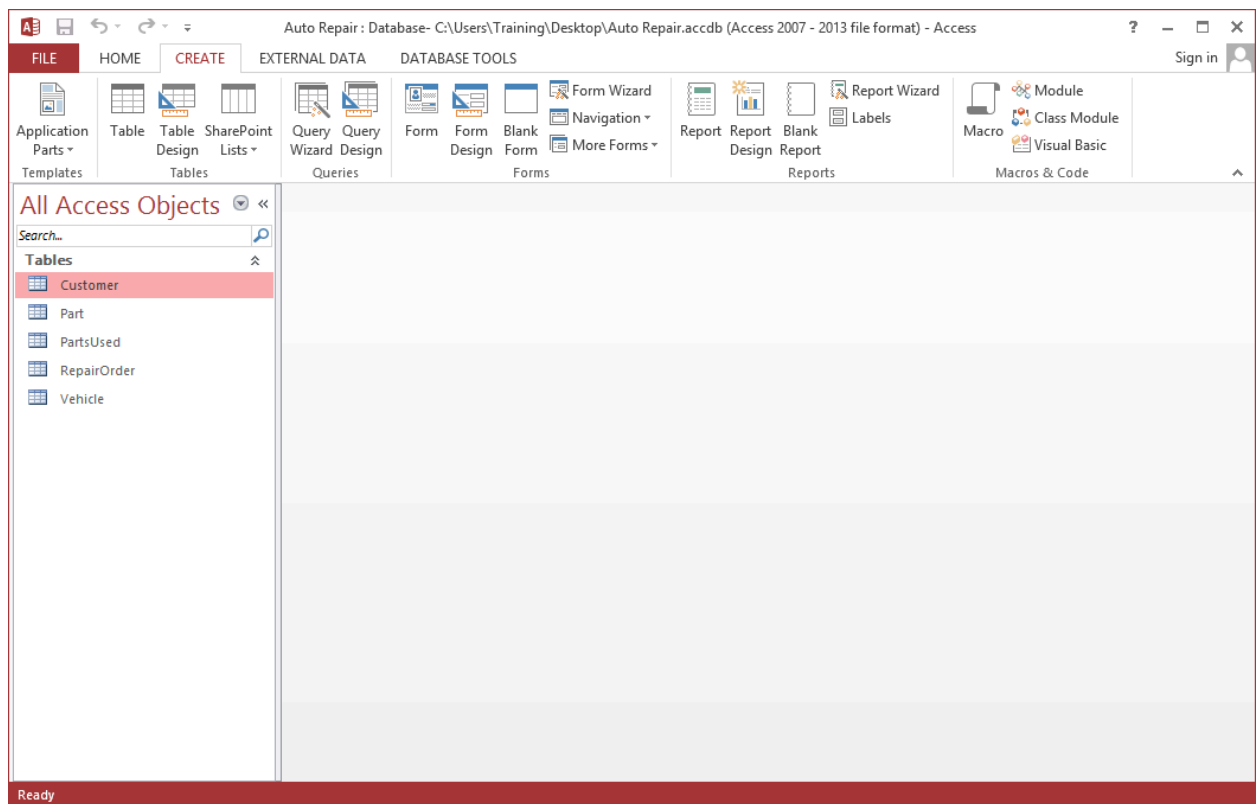 Auto Repair : Database- C:\Users\Training\Desktop\Auto Repair.accdb (Access 2007 - 2013 file format) - Access
?
FILE HOME CREATE EXTERNAL DATA DATABASE TOOLS Sign in
Application Parts
Templates
Table
Table Design
SharePoint Lists
Tables
Query Wizard
Query Design
Queries
Form
Form Design
Blank Form
Form Wizard
Navigation
More Forms
Forms
Report
Report Design
Blank Report
Report Wizard
Labels
Reports
Macro
Module
Class Module
Visual Basic
Macros & Code
All Access Objects «
Search...
Tables
Customer
Part
PartsUsed
RepairOrder
Vehicle
Ready